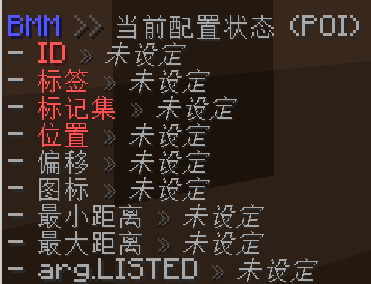 BMM » 当前配置状态 (POI)
- ID » 未设定
- 标签 » 未设定
- 标记集 » 未设定
- 位置 » 未设定
- 偏移 » 未设定
- 图标 » 未设定
- 最小距离 » 未设定
- 最大距离 » 未设定
- arg.LISTED » 未设定